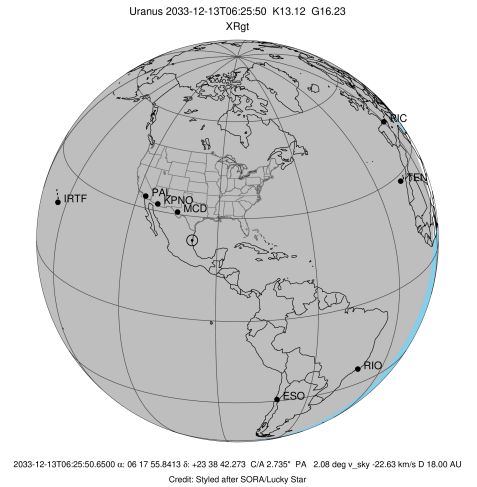 Uranus 2033-12-13T06:25:50 K13.12 G16.23
XRgt
RIC
TEN
PAL
IRTF
KPNO
MCD
RIO
ESO
2033-12-13T06:25:50.6500 α: 06 17 55.8413 δ: +23 38 42.273 C/A 2.735" PA 2.08 deg v_sky -22.63 km/s D 18.00 AU
Credit: Styled after SORA/Lucky Star